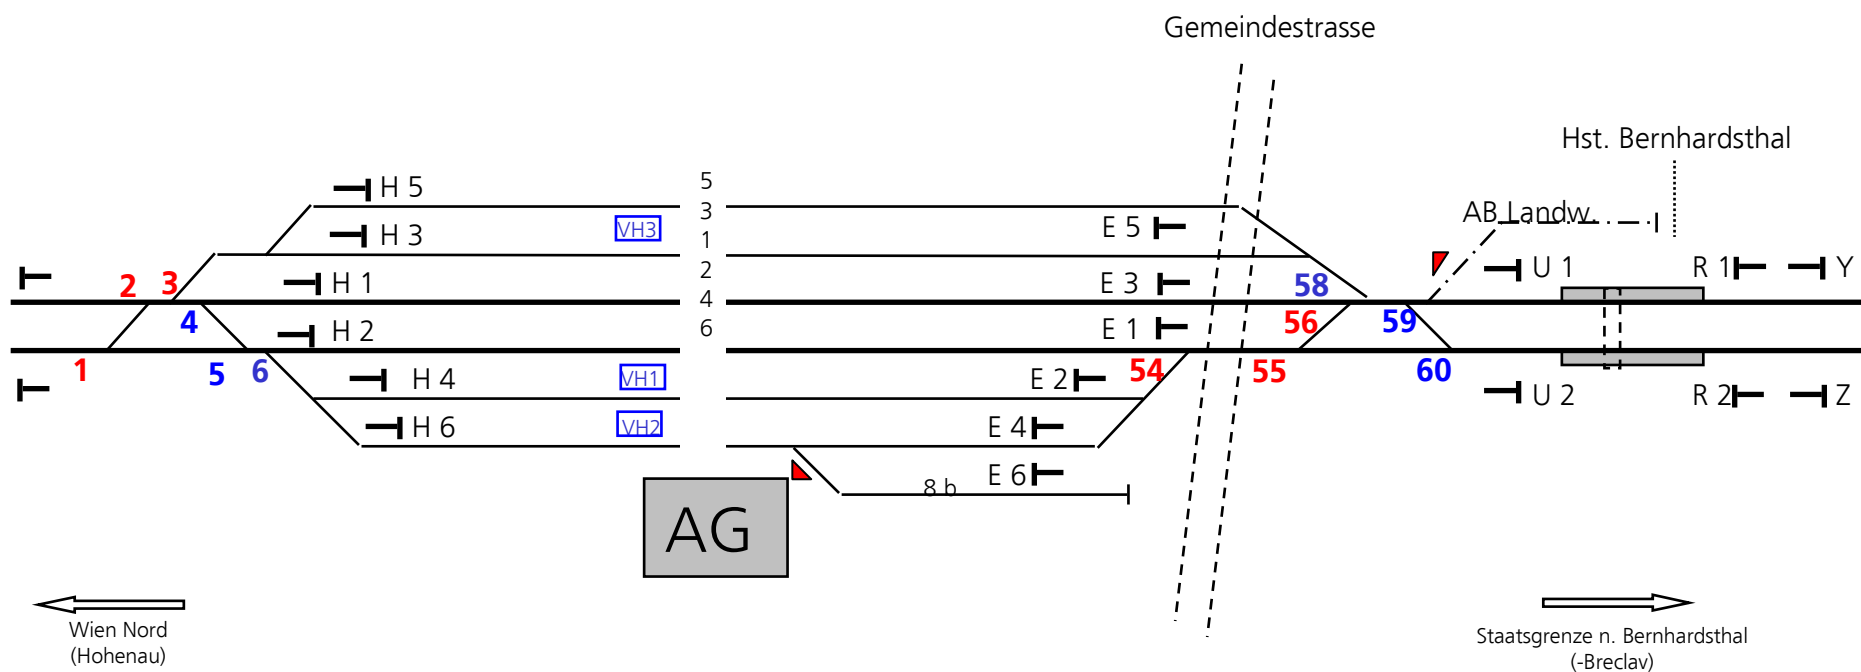 Gemeindestrasse
Hst. Bernhardsthal
H 5
5
VH3
3
AB Landw.
H 3
1
E 5
2
3
H 1
2
E 3
58
U 1
R 1
Y
4
4
H 2
6
E 1
56
59
1
5
6
H 4
VH1
E 2
54
55
60
U 2
R 2
Z
H 6
VH2
E 4
E 6
8 b
AG
Wien Nord
(Hohenau)
Staatsgrenze n. Bernhardsthal
(-Breclav)